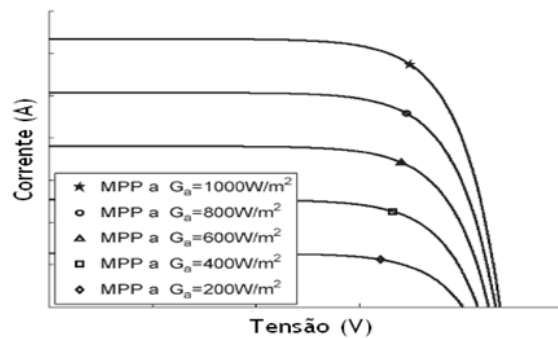 Corrente (A)
MPP a Gₐ=1000W/m²
MPP a Gₐ=800W/m²
MPP a Gₐ=600W/m²
MPP a Gₐ=400W/m²
MPP a Gₐ=200W/m²
Tensão (V)